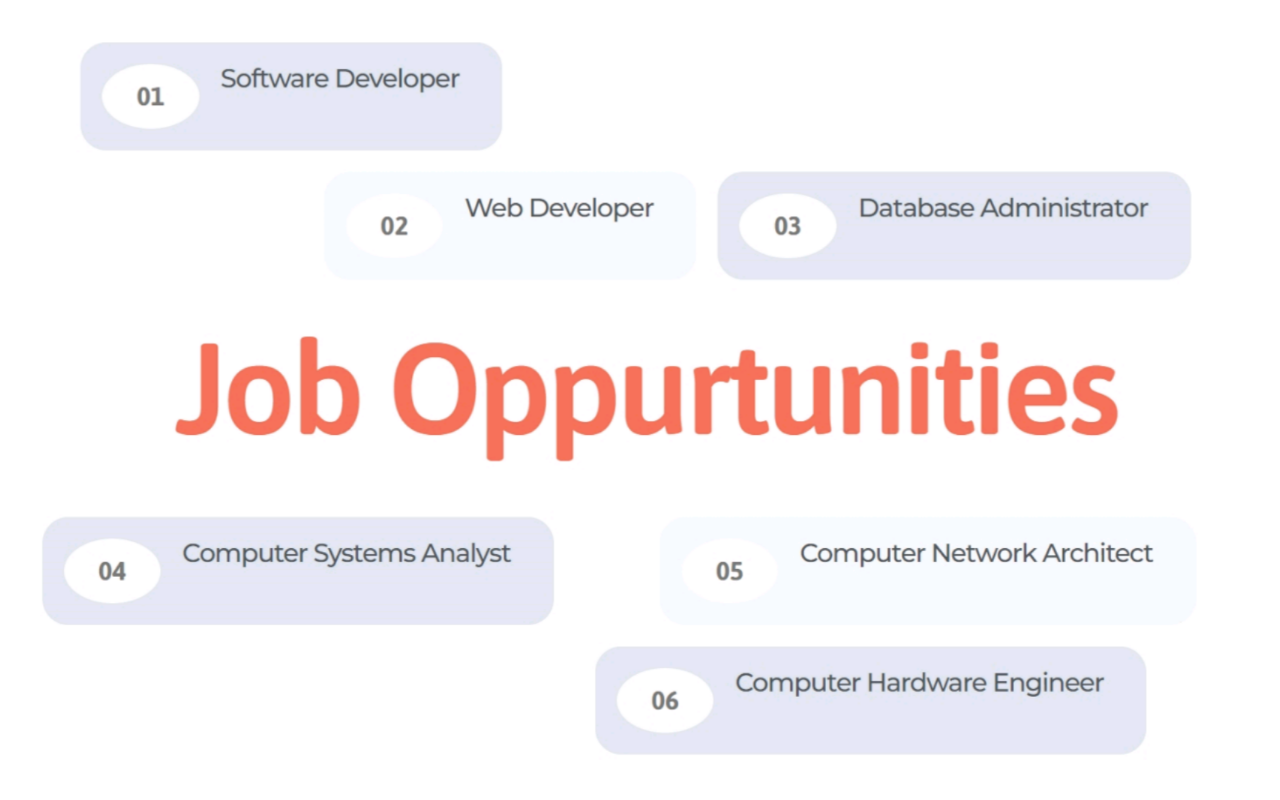 01 Software Developer
02 Web Developer
03 Database Administrator
Job Oppurtunities
04 Computer Systems Analyst
05 Computer Network Architect
06 Computer Hardware Engineer